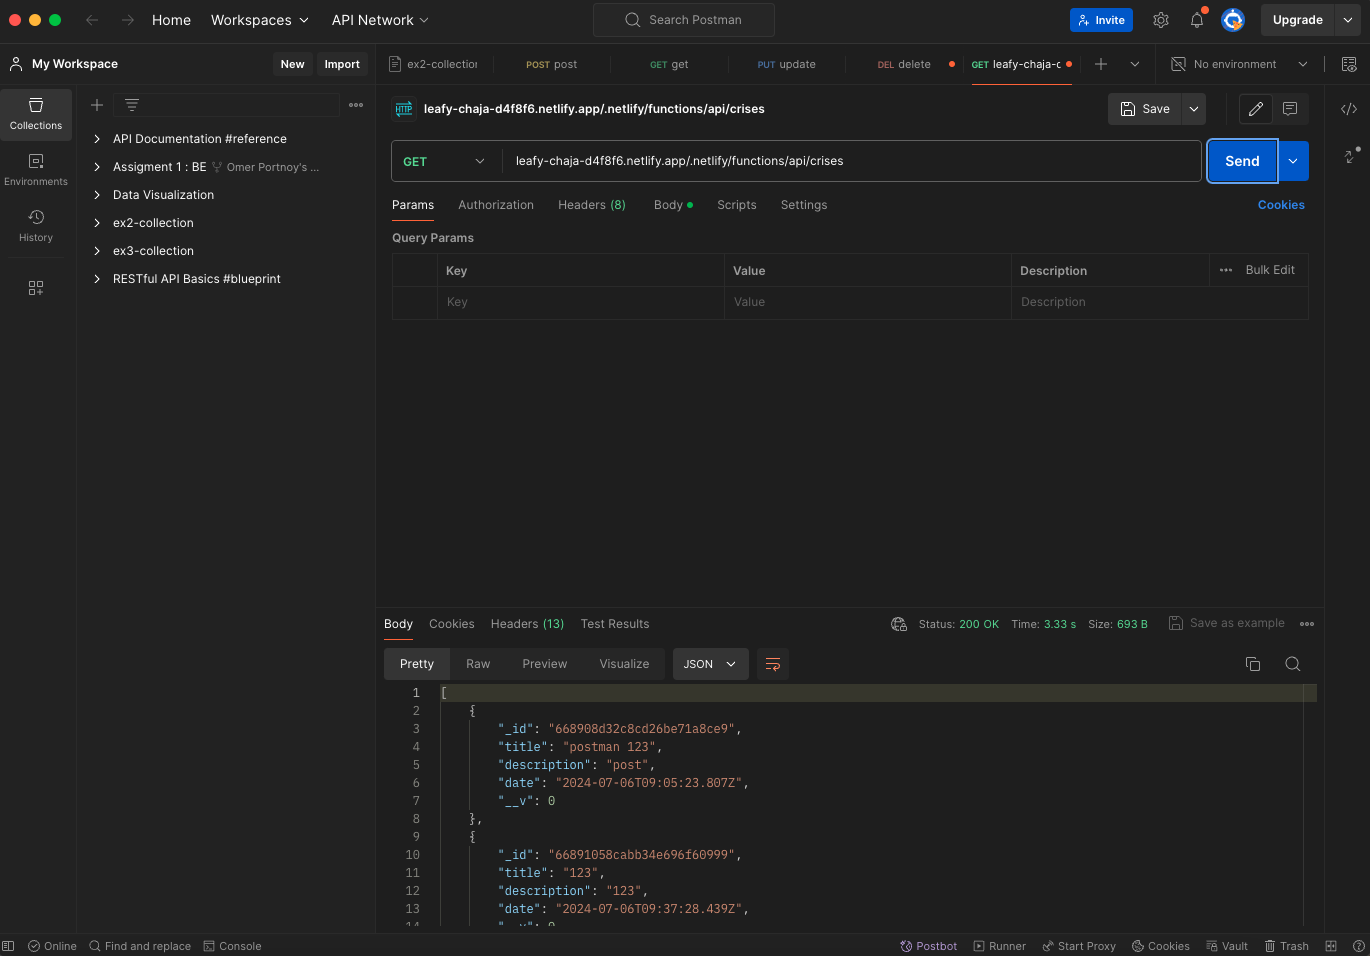 Home Workspaces API Network Search Postman Invite Upgrade
My Workspace New Import ex2-collection POST post GET get PUT update DEL delete GET leafy-chaja-c No environment
Collections
Environments
History
API Documentation #reference
Assigment 1 : BE Omer Portnoy's ...
Data Visualization
ex2-collection
ex3-collection
RESTful API Basics #blueprint
HTTP leafy-chaja-d4f8f6.netlify.app/.netlify/functions/api/crises Save
GET leafy-chaja-d4f8f6.netlify.app/.netlify/functions/api/crises Send
Params Authorization Headers (8) Body Scripts Settings Cookies
Query Params
Key Value Description Bulk Edit
Key Value Description
Body Cookies Headers (13) Test Results Status: 200 OK Time: 3.33 s Size: 693 B Save as example
Pretty Raw Preview Visualize JSON
1 [
2 {
3 "_id": "668908d32c8cd26be71a8ce9",
4 "title": "postman 123",
5 "description": "post",
6 "date": "2024-07-06T09:05:23.807Z",
7 "__v": 0
8 },
9 {
10 "_id": "66891058cabb34e696f60999",
11 "title": "123",
12 "description": "123",
13 "date": "2024-07-06T09:37:28.439Z",
14 "__v": 0
Online Find and replace Console Postbot Runner Start Proxy Cookies Vault Trash